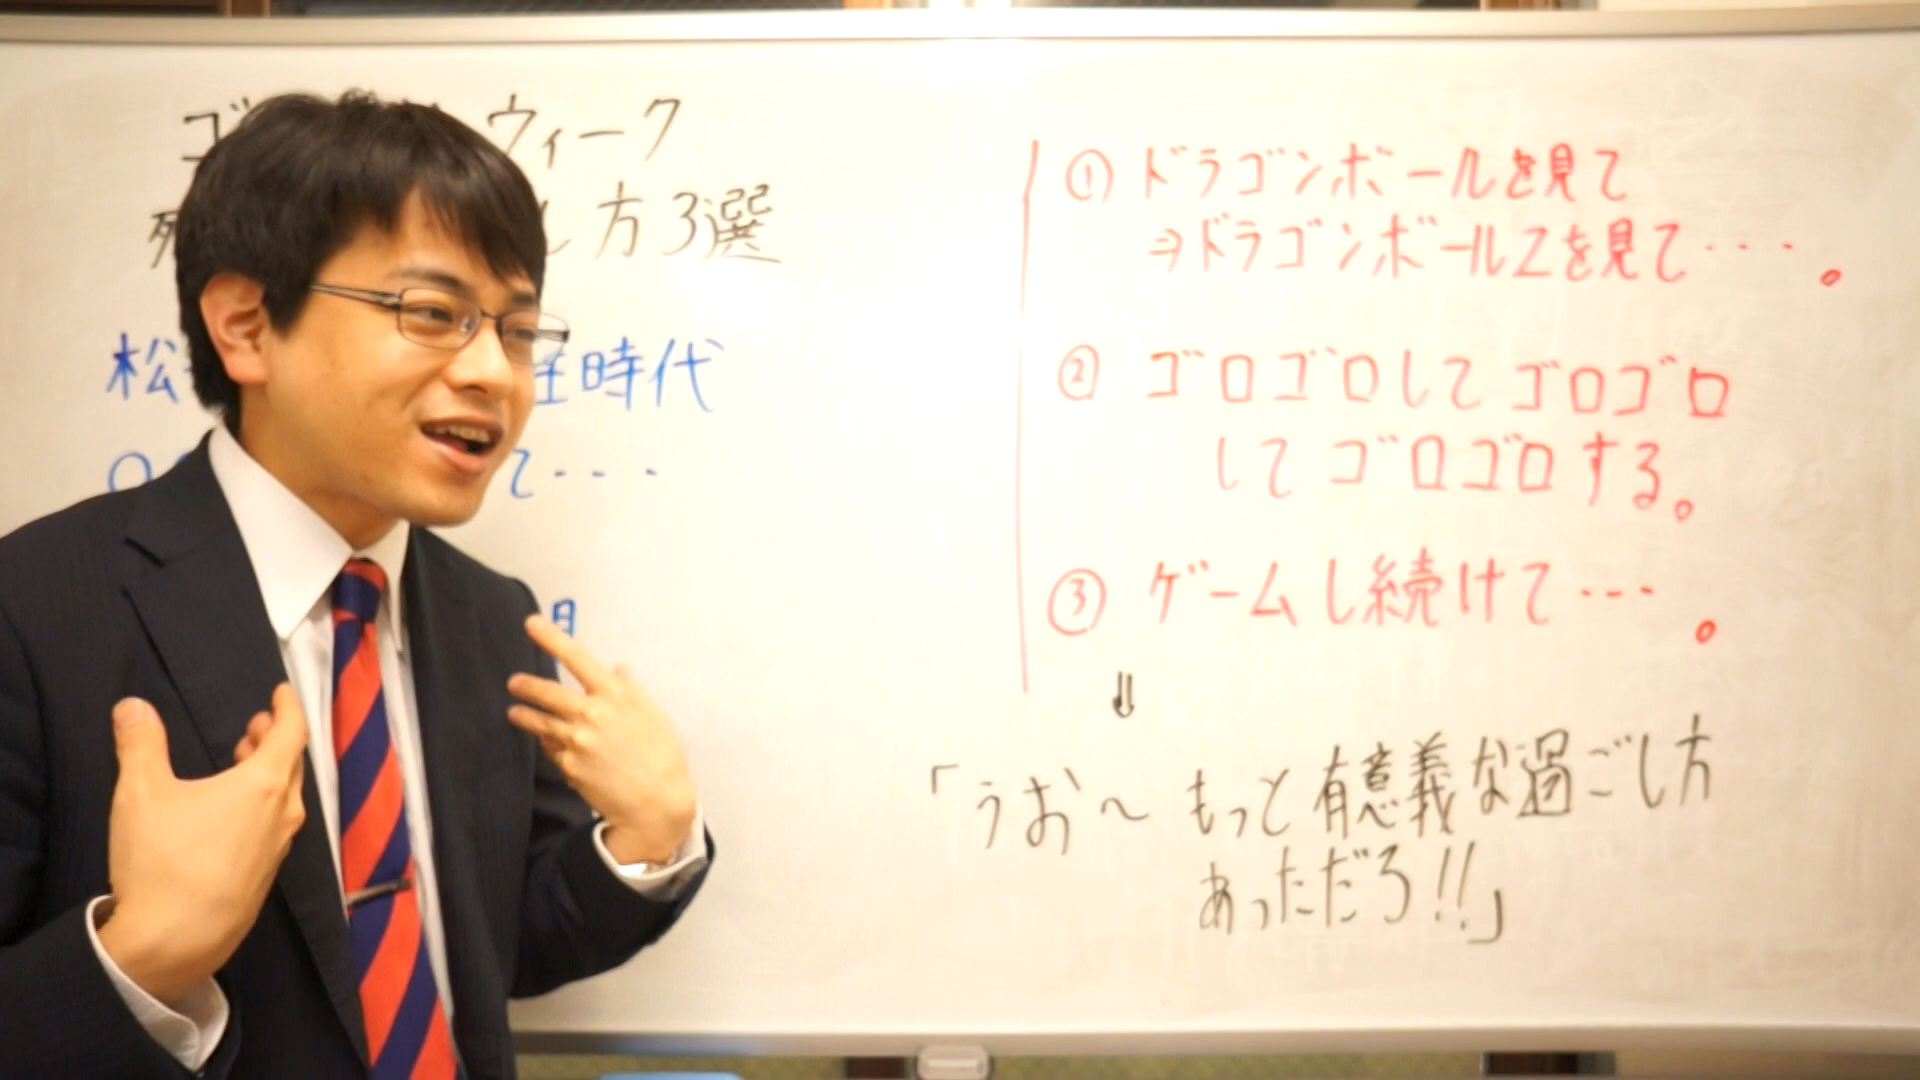 ゴ ウィーク
し方3選
松 生時代
て・・・
① ドラゴンボールを見て
⇒ドラゴンボールZを見て・・・。
② ゴロゴロしてゴロゴロ
してゴロゴロする。
③ ゲームし続けて・・・。
⇓
「うお〜 もっと有意義な過ごし方
あっただろ!!」